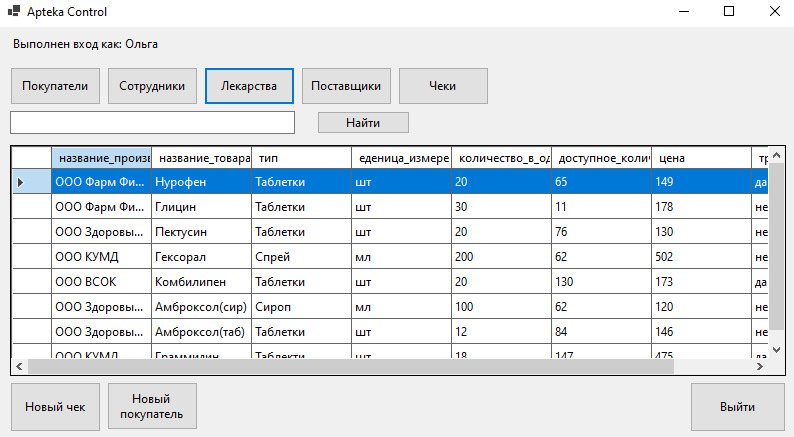 Apteka Control
Выполнен вход как: Ольга
Покупатели Сотрудники Лекарства Поставщики Чеки
Найти
название_произв название_товара тип еденица_измере количество_в_од доступное_колич цена тр
ООО Фарм Фи... Нурофен Таблетки шт 20 65 149 да
ООО Фарм Фи... Глицин Таблетки шт 30 11 178 не
ООО Здоровы... Пектусин Таблетки шт 20 76 130 не
ООО КУМД Гексорал Спрей мл 200 62 502 не
ООО ВСОК Комбилипен Таблетки шт 20 130 173 да
ООО Здоровы... Амброксол(сир) Сироп мл 100 62 120 не
ООО Здоровы... Амброксол(таб) Таблетки шт 12 84 146 не
ООО КУМД Граммидин Таблетки шт 18 147 475 да
Новый чек Новый покупатель Выйти